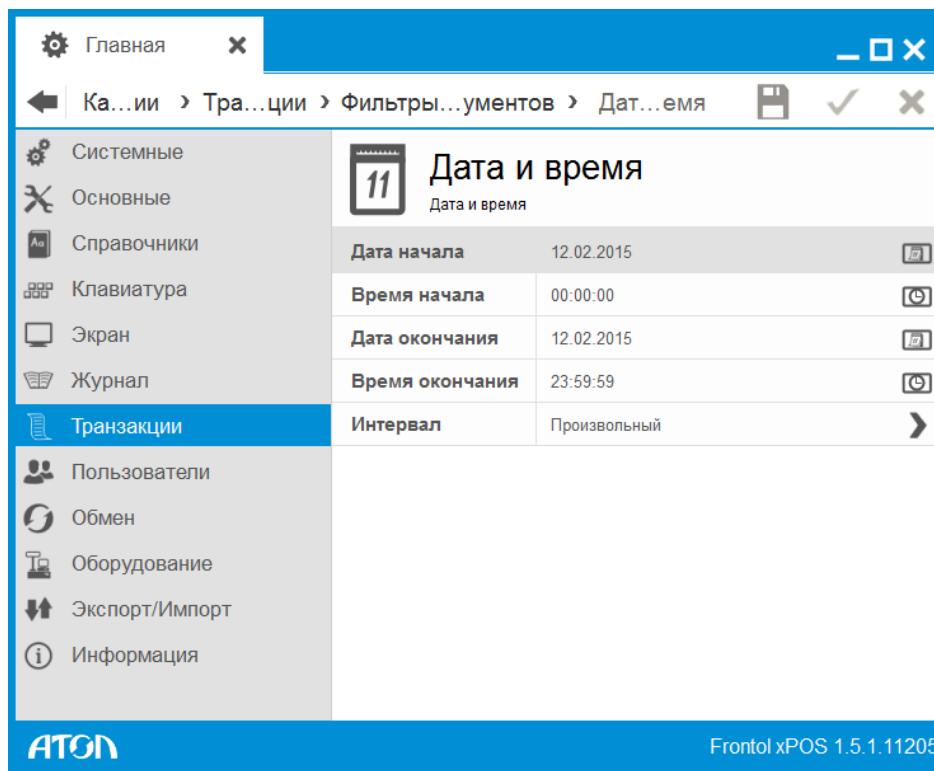 Главная
Ка...ии › Тра...ции › Фильтры...ументов › Дат...емя
Системные
Основные
Справочники
Клавиатура
Экран
Журнал
Транзакции
Пользователи
Обмен
Оборудование
Экспорт/Импорт
Информация
11
Дата и время
Дата и время
Дата начала 12.02.2015
Время начала 00:00:00
Дата окончания 12.02.2015
Время окончания 23:59:59
Интервал Произвольный
АТОЛ
Frontol xPOS 1.5.1.11205